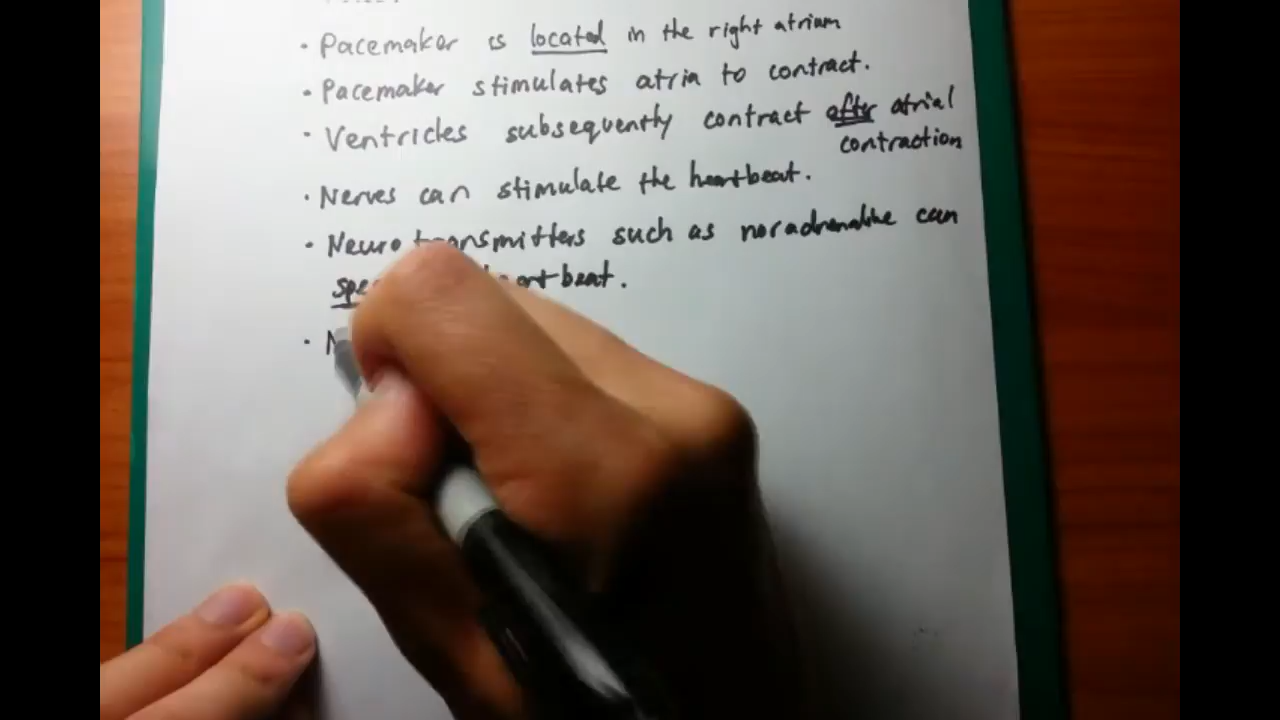 • Pacemaker is located in the right atrium
• Pacemaker stimulates atria to contract.
• Ventricles subsequently contract after atrial
contraction
• Nerves can stimulate the heartbeat.
• Neurotransmitters such as noradrenaline can
heartbeat.
• N